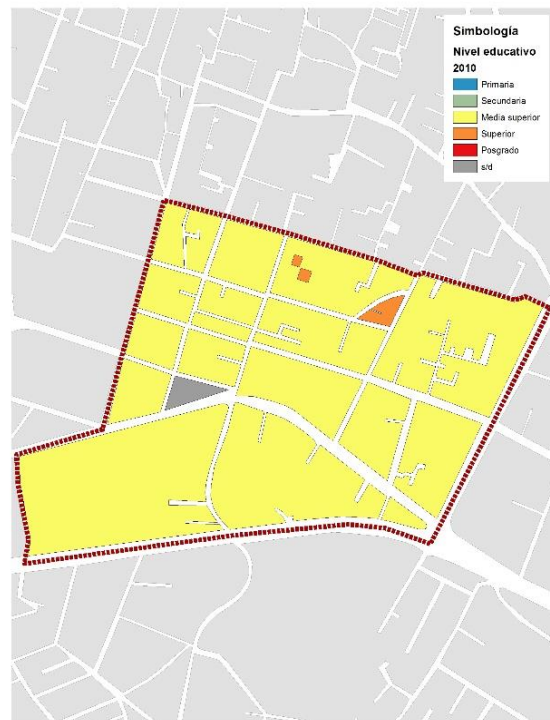 Simbología
Nivel educativo
2010
Primaria
Secundaria
Media superior
Superior
Posgrado
s/d